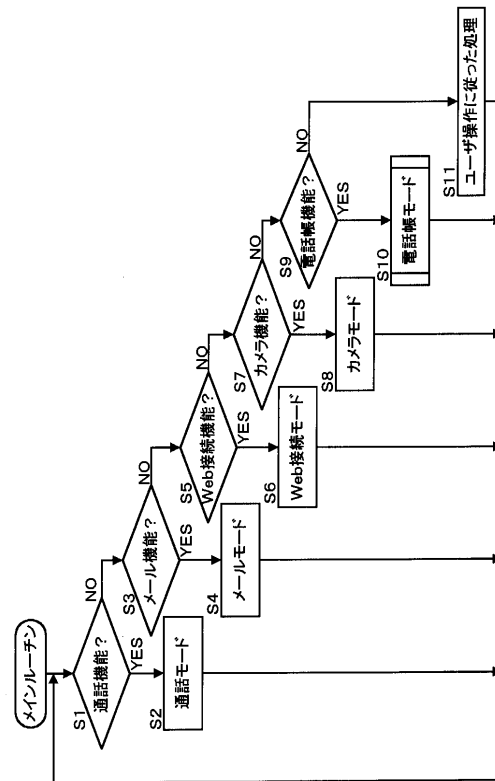 メインルーチン
S1
通話機能?
NO
YES
S2
通話モード
S3
メール機能?
NO
YES
S4
メールモード
S5
Web接続機能?
NO
YES
S6
Web接続モード
S7
カメラ機能?
NO
YES
S8
カメラモード
S9
電話帳機能?
NO
YES
S10
電話帳モード
S11
ユーザ操作に従った処理